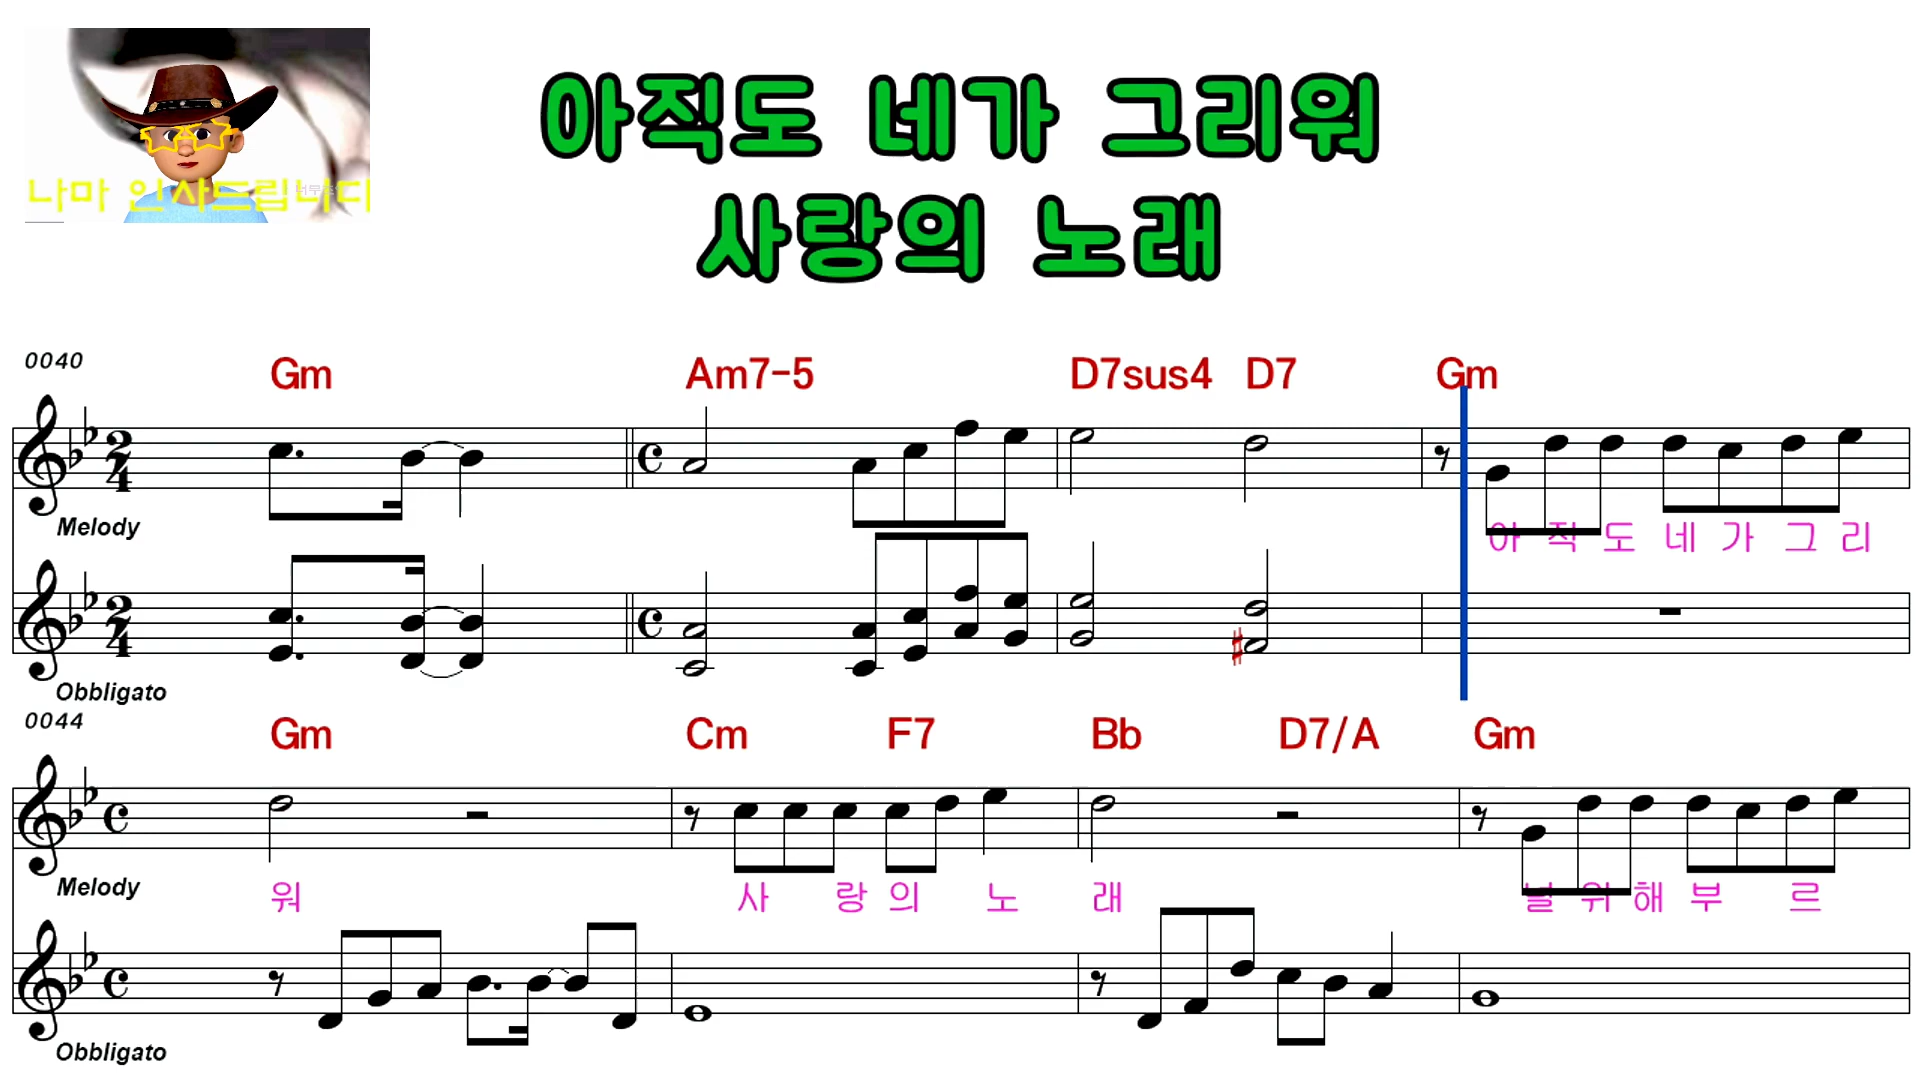 아직도 네가 그리워
사랑의 노래
나마 인사드립니다
0040
Gm Am7-5 D7sus4 D7 Gm
Melody
아 직 도 네 가 그 리
Obbligato
0044
Gm Cm F7 Bb D7/A Gm
Melody
워 사 랑 의 노 래 널 위 해 부 르
Obbligato